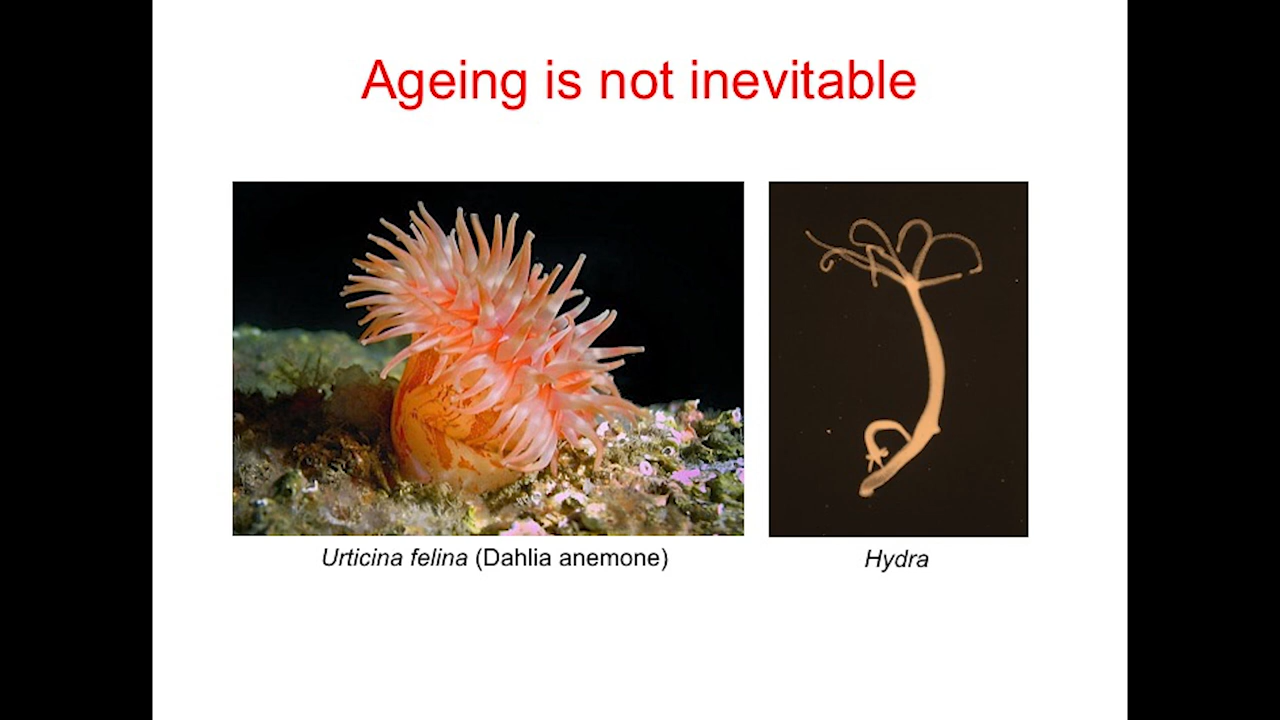 Ageing is not inevitable
Urticina felina (Dahlia anemone)
Hydra